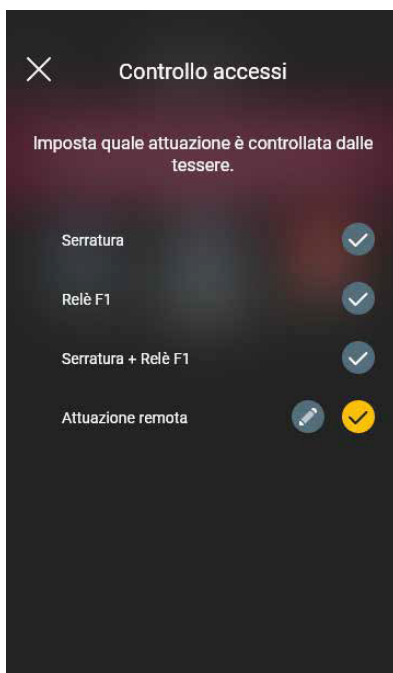 Controllo accessi
Imposta quale attuazione è controllata dalle
tessere.
Serratura
Relè F1
Serratura + Relè F1
Attuazione remota